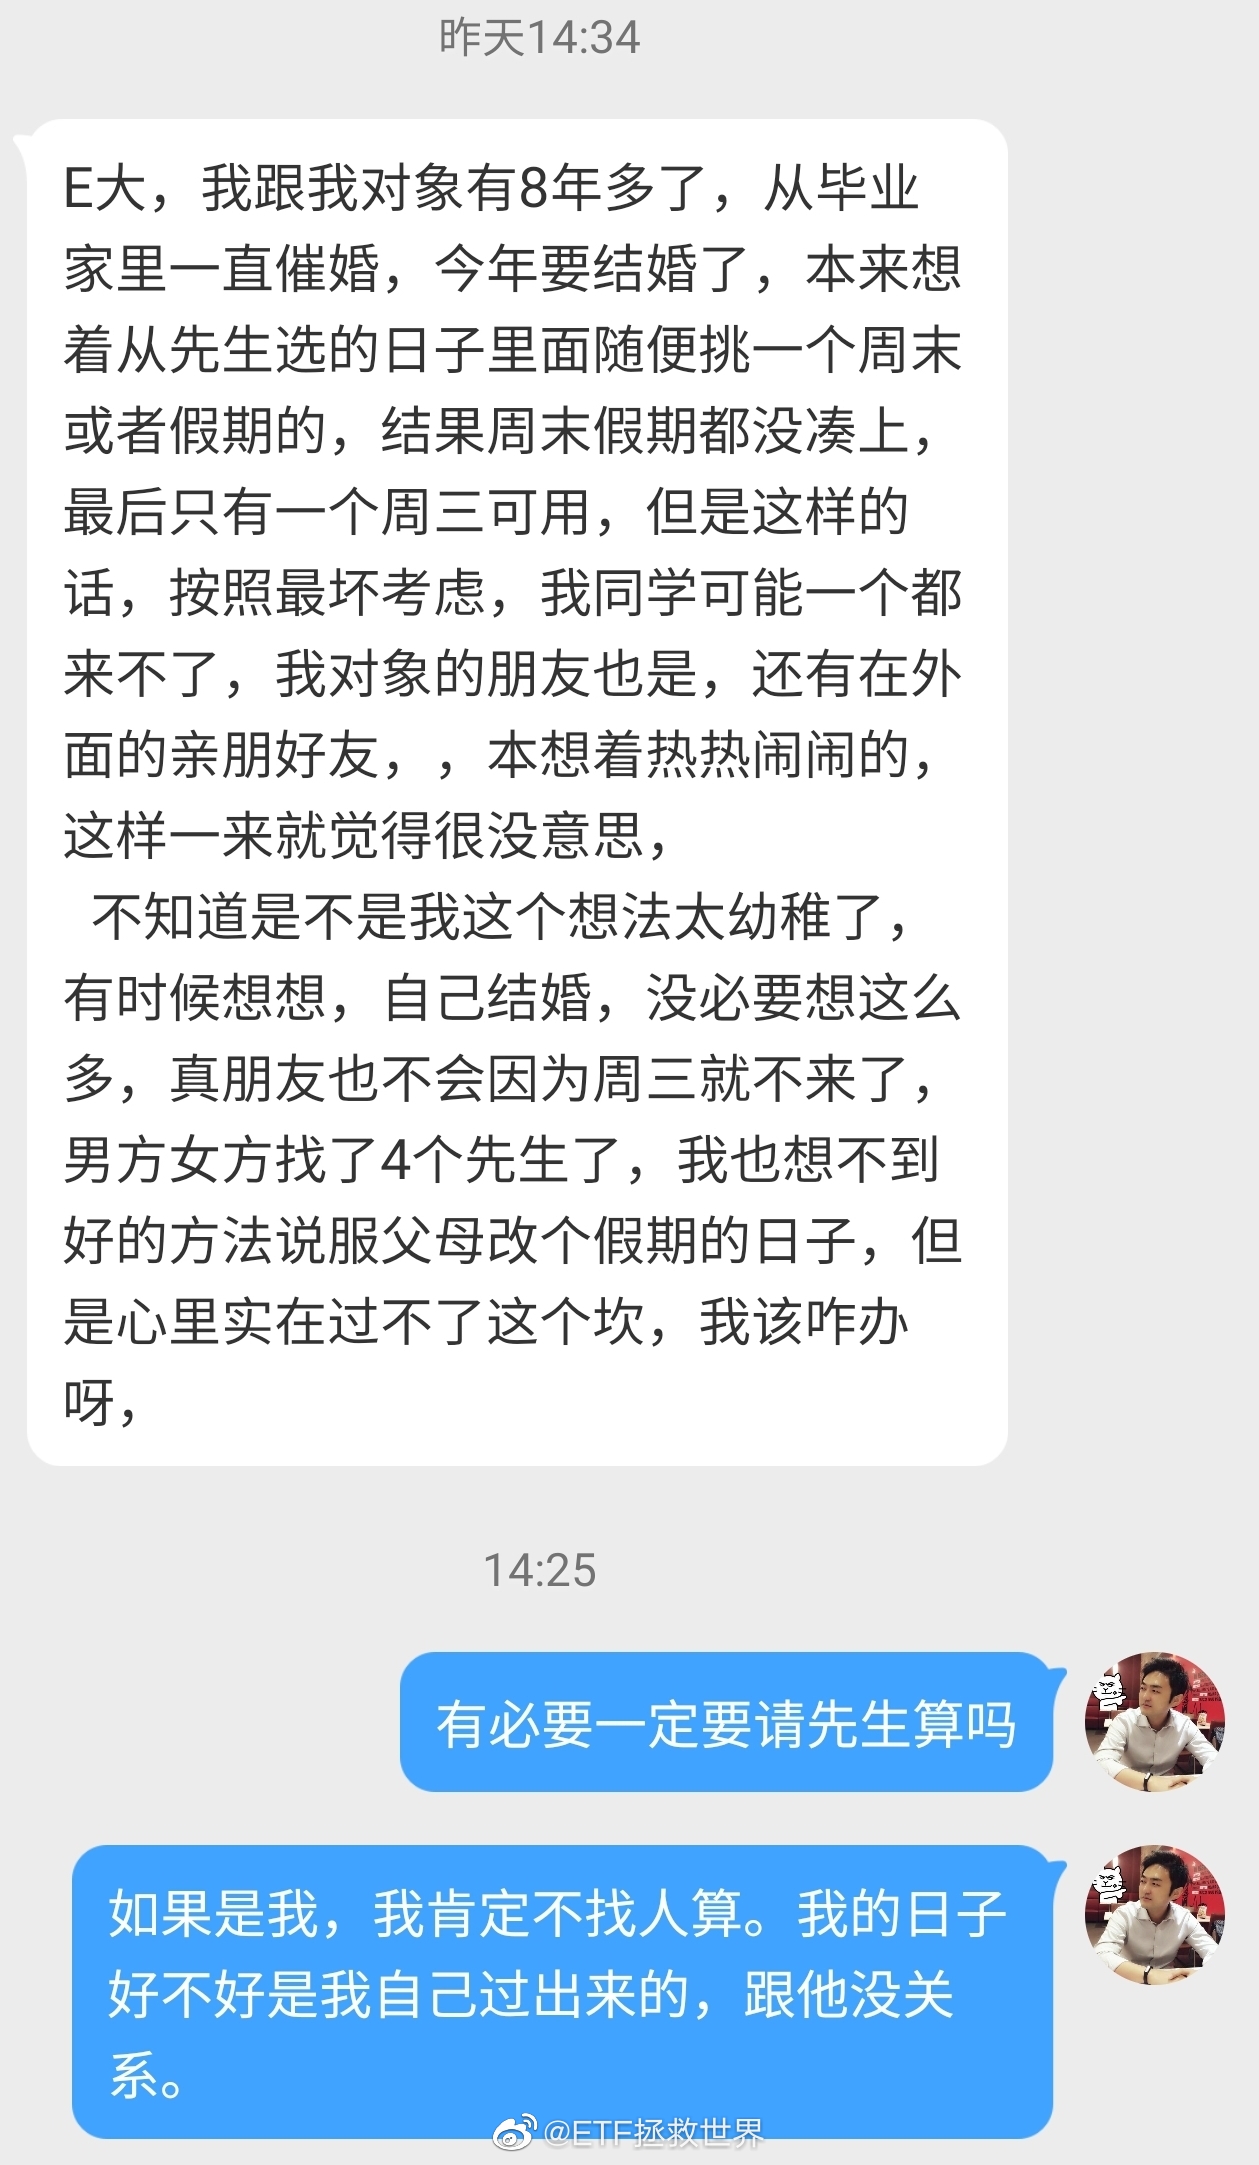 昨天14:34
E大，我跟我对象有8年多了，从毕业
家里一直催婚，今年要结婚了，本来想
着从先生选的日子里面随便挑一个周末
或者假期的，结果周末假期都没凑上，
最后只有一个周三可用，但是这样的
话，按照最坏考虑，我同学可能一个都
来不了，我对象的朋友也是，还有在外
面的亲朋好友，，本想着热热闹闹的，
这样一来就觉得很没意思，
不知道是不是我这个想法太幼稚了，
有时候想想，自己结婚，没必要想这么
多，真朋友也不会因为周三就不来了，
男方女方找了4个先生了，我也想不到
好的方法说服父母改个假期的日子，但
是心里实在过不了这个坎，我该咋办
呀，
14:25
有必要一定要请先生算吗
如果是我，我肯定不找人算。我的日子
好不好是我自己过出来的，跟他没关
系。
@ETF拯救世界